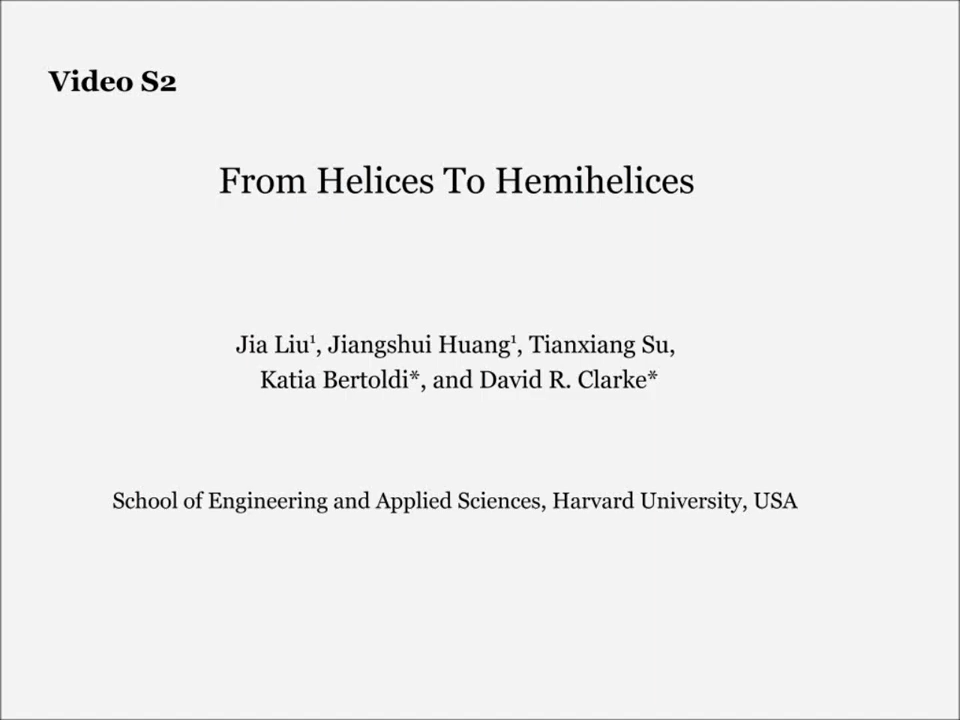 Video S2
From Helices To Hemihelices
Jia Liu¹, Jiangshui Huang¹, Tianxiang Su,
Katia Bertoldi*, and David R. Clarke*
School of Engineering and Applied Sciences, Harvard University, USA